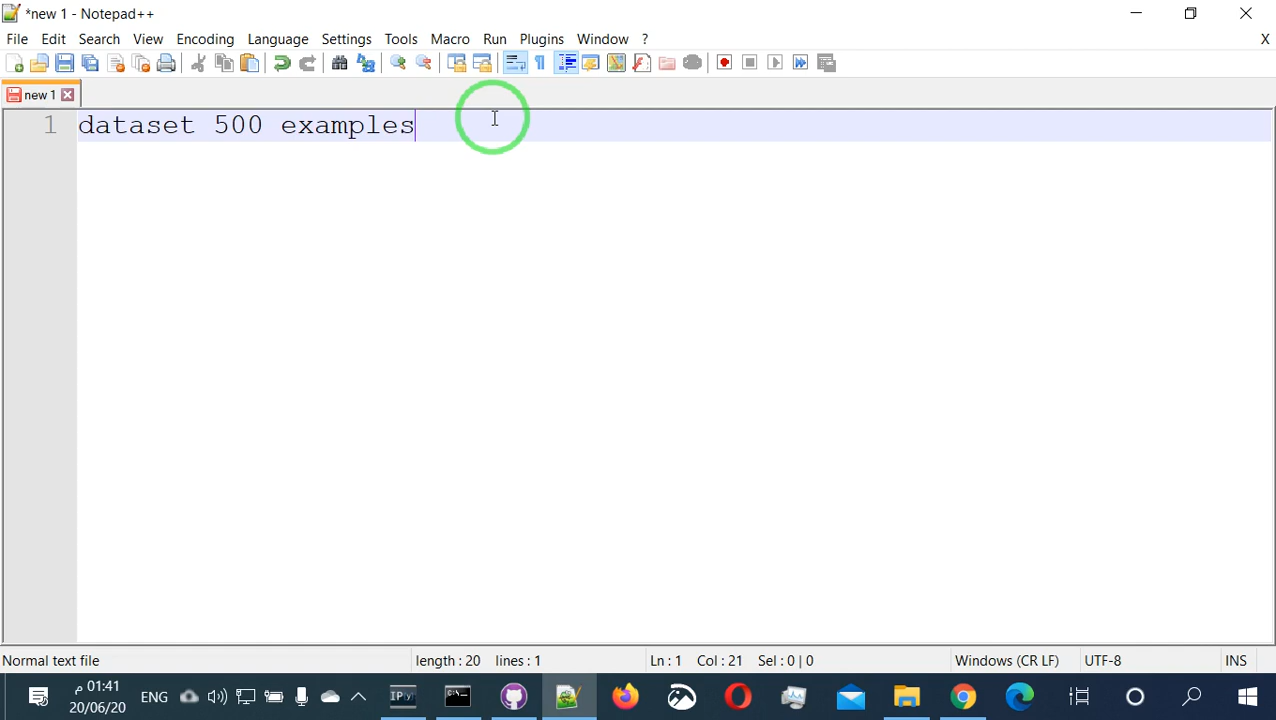 *new 1 - Notepad++
File Edit Search View Encoding Language Settings Tools Macro Run Plugins Window ? X
new 1
1 dataset 500 examples
Normal text file length : 20 lines : 1 Ln : 1 Col : 21 Sel : 0 | 0 Windows (CR LF) UTF-8 INS
01:41 م
20/06/20
ENG
IPy